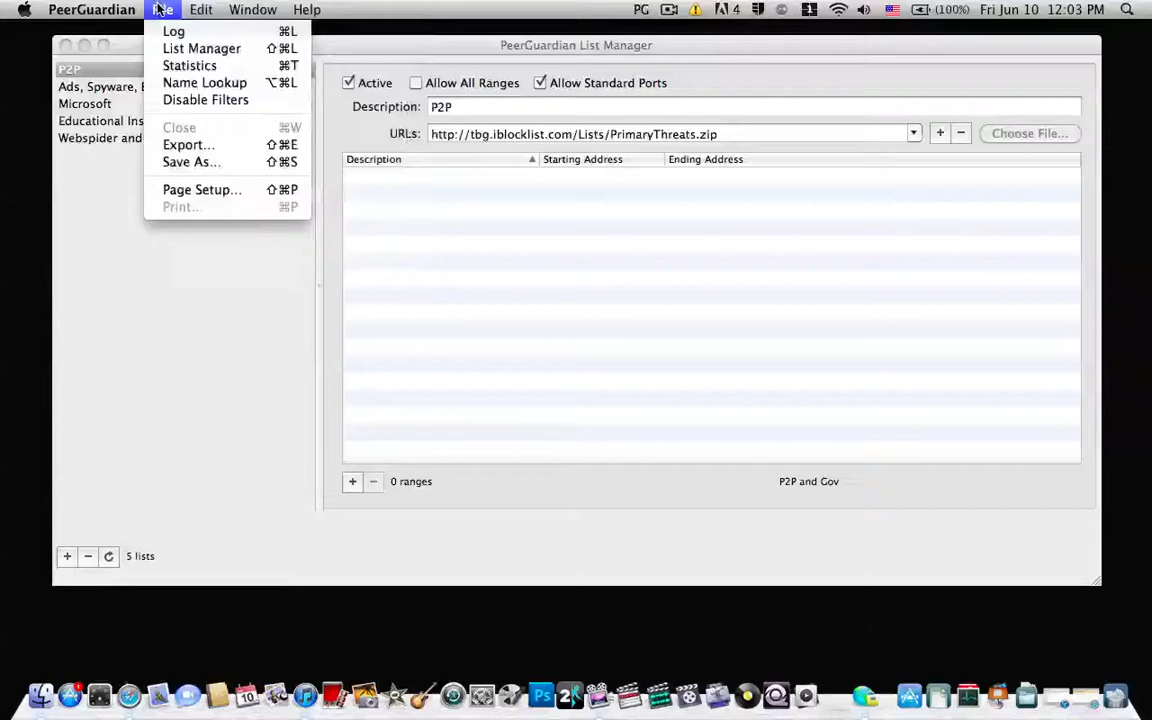 PeerGuardian File Edit Window Help PG 4 (100%) Fri Jun 10 12:03 PM
Log ⌘L
List Manager ⇧⌘L
Statistics ⌘T
Name Lookup ⌥⌘L
Disable Filters
Close ⌘W
Export... ⇧⌘E
Save As... ⇧⌘S
Page Setup... ⇧⌘P
Print... ⌘P
PeerGuardian List Manager
P2P
Ads, Spyware,
Microsoft
Educational Ins
Webspider and
+ − 5 lists
Active Allow All Ranges Allow Standard Ports
Description: P2P
URLs: http://tbg.iblocklist.com/Lists/PrimaryThreats.zip + − Choose File...
Description Starting Address Ending Address
+ − 0 ranges P2P and Gov
10 Ps